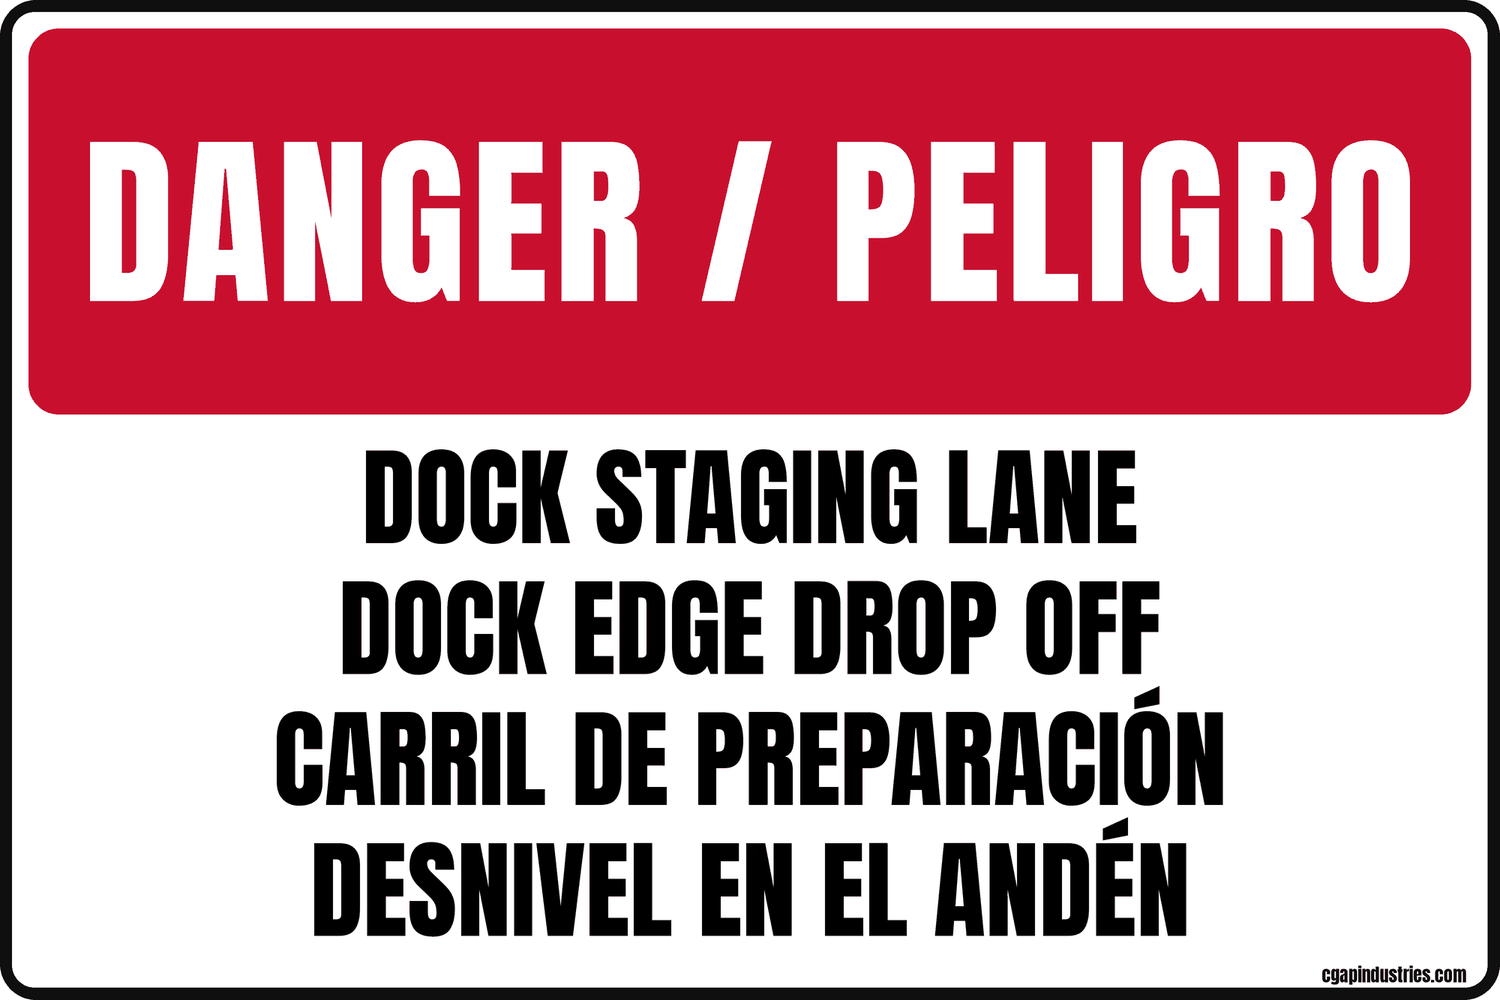 DANGER / PELIGRO
DOCK STAGING LANE
DOCK EDGE DROP OFF
CARRIL DE PREPARACIÓN
DESNIVEL EN EL ANDÉN
cgapindustries.com